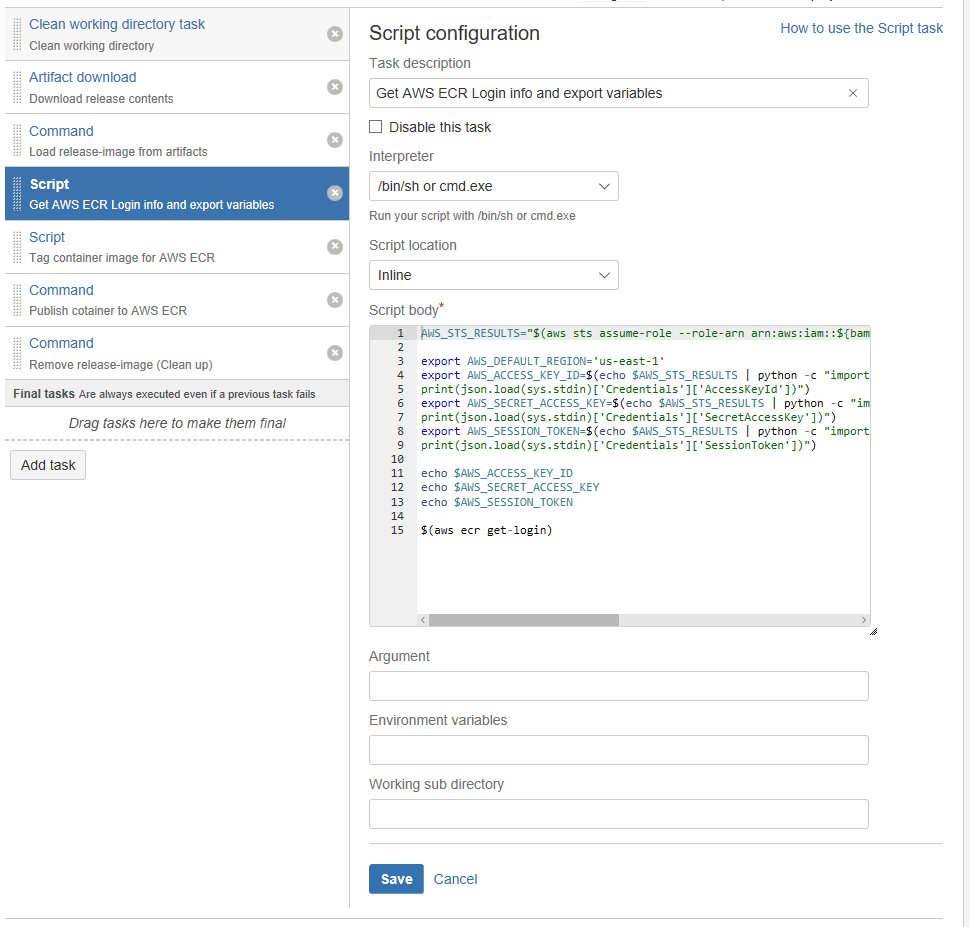 Clean working directory task
Clean working directory
Artifact download
Download release contents
Command
Load release-image from artifacts
Script
Get AWS ECR Login info and export variables
Script
Tag container image for AWS ECR
Command
Publish cotainer to AWS ECR
Command
Remove release-image (Clean up)
Final tasks Are always executed even if a previous task fails
Drag tasks here to make them final
Add task
Script configuration
How to use the Script task
Task description
Get AWS ECR Login info and export variables
Disable this task
Interpreter
/bin/sh or cmd.exe
Run your script with /bin/sh or cmd.exe
Script location
Inline
Script body*
1 AWS_STS_RESULTS="$(aws sts assume-role --role-arn arn:aws:iam::${bam
2
3 export AWS_DEFAULT_REGION='us-east-1'
4 export AWS_ACCESS_KEY_ID=$(echo $AWS_STS_RESULTS | python -c "import
5 print(json.load(sys.stdin)['Credentials']['AccessKeyId'])")
6 export AWS_SECRET_ACCESS_KEY=$(echo $AWS_STS_RESULTS | python -c "im
7 print(json.load(sys.stdin)['Credentials']['SecretAccessKey'])")
8 export AWS_SESSION_TOKEN=$(echo $AWS_STS_RESULTS | python -c "import
9 print(json.load(sys.stdin)['Credentials']['SessionToken'])")
10
11 echo $AWS_ACCESS_KEY_ID
12 echo $AWS_SECRET_ACCESS_KEY
13 echo $AWS_SESSION_TOKEN
14
15 $(aws ecr get-login)
Argument
Environment variables
Working sub directory
Save
Cancel